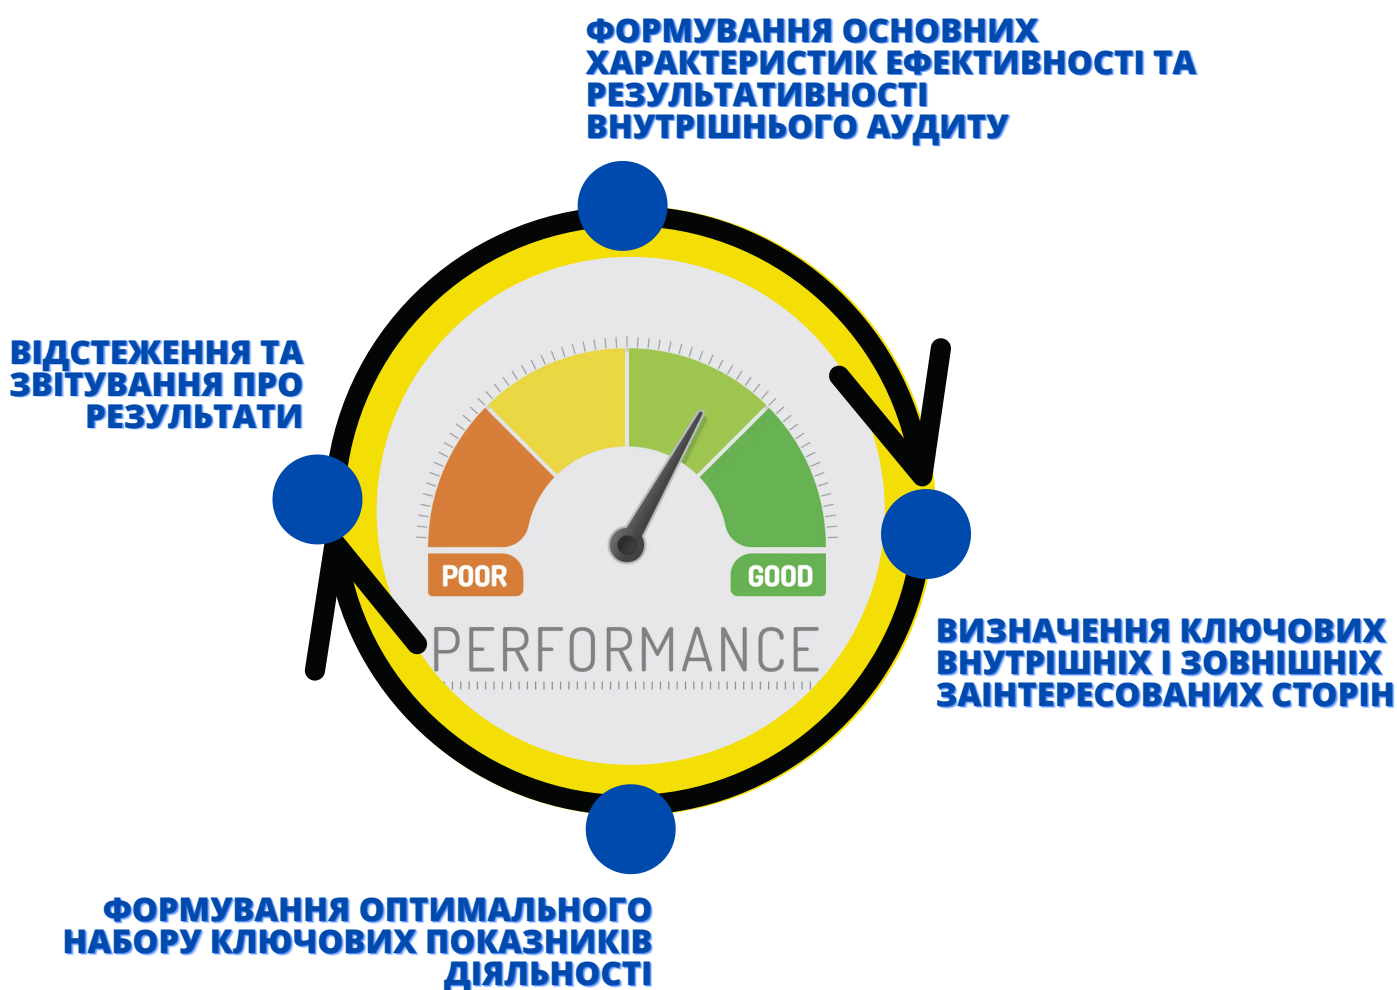 ФОРМУВАННЯ ОСНОВНИХ
ХАРАКТЕРИСТИК ЕФЕКТИВНОСТІ ТА
РЕЗУЛЬТАТИВНОСТІ
ВНУТРІШНЬОГО АУДИТУ
ВІДСТЕЖЕННЯ ТА
ЗВІТУВАННЯ ПРО
РЕЗУЛЬТАТИ
POOR
GOOD
PERFORMANCE
ВИЗНАЧЕННЯ КЛЮЧОВИХ
ВНУТРІШНІХ І ЗОВНІШНІХ
ЗАІНТЕРЕСОВАНИХ СТОРІН
ФОРМУВАННЯ ОПТИМАЛЬНОГО
НАБОРУ КЛЮЧОВИХ ПОКАЗНИКІВ
ДІЯЛЬНОСТІ